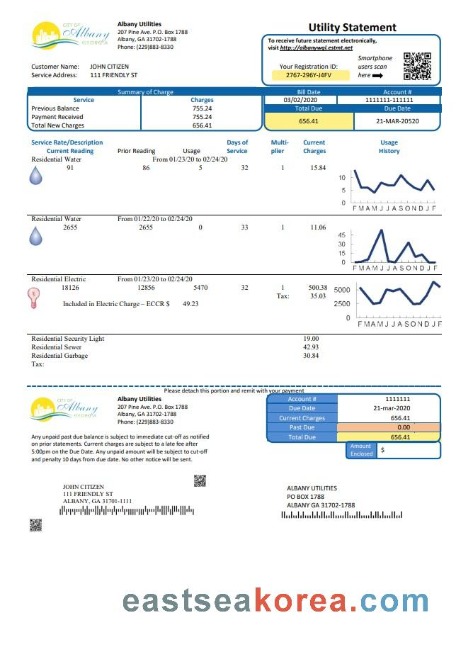 CITY OF
Albany
GEORGIA
Albany Utilities
207 Pine Ave. P.O. Box 1788
Albany, GA 31702-1788
Phone: (229)883-8330
Utility Statement
To receive future statement electronically,
visit
Smartphone
users scan
here
Your Registration ID:
2767-296Y-J4FV
Customer Name: JOHN CITIZEN
Service Address: 111 FRIENDLY ST
Summary of Charge
Service Charges
Previous Balance 755.24
Payment Received 755.24
Total New Charges 656.41
Bill Date Account #
03/02/2020 1111111-111111
Total Due Due Date
656.41 21-MAR-20520
Service Rate/Description Days of Multi- Current Usage
Current Reading Prior Reading Usage Service plier Charges History
Residential Water From 01/23/20 to 02/24/20
91 86 5 32 1 15.84
10
5
0
F M A M J J A S O N D J F
Residential Water From 01/22/20 to 02/24/20
2655 2655 0 33 1 11.06
45
30
15
0
F M A M J J A S O N D J F
Residential Electric From 01/23/20 to 02/24/20
18126 12856 5470 32 1 500.38
Tax: 35.03
Included in Electric Charge – ECCR $ 49.23
5000
2500
0
F M A M J J A S O N D J F
Residential Security Light 19.00
Residential Sewer 42.93
Residential Garbage 30.84
Tax:
Please detach this portion and remit with your payment
CITY OF
Albany
GEORGIA
Albany Utilities
207 Pine Ave. P.O. Box 1788
Albany, GA 31702-1788
Phone: (229)883-8330
Account # 1111111
Due Date 21-mar-2020
Current Charges 656.41
Past Due 0.00
Total Due 656.41
Amount
Enclosed $
Any unpaid past due balance is subject to immediate cut-off as notified
on prior statements. Current charges are subject to a late fee after
5:00pm on the Due Date. Any unpaid amount will be subject to cut-off
and penalty 10 days from due date. No other notice will be sent.
JOHN CITIZEN
111 FRIENDLY ST
ALBANY, GA 31701-1111
ALBANY UTILITIES
PO BOX 1788
ALBANY GA 31702-1788
eastseakorea.com